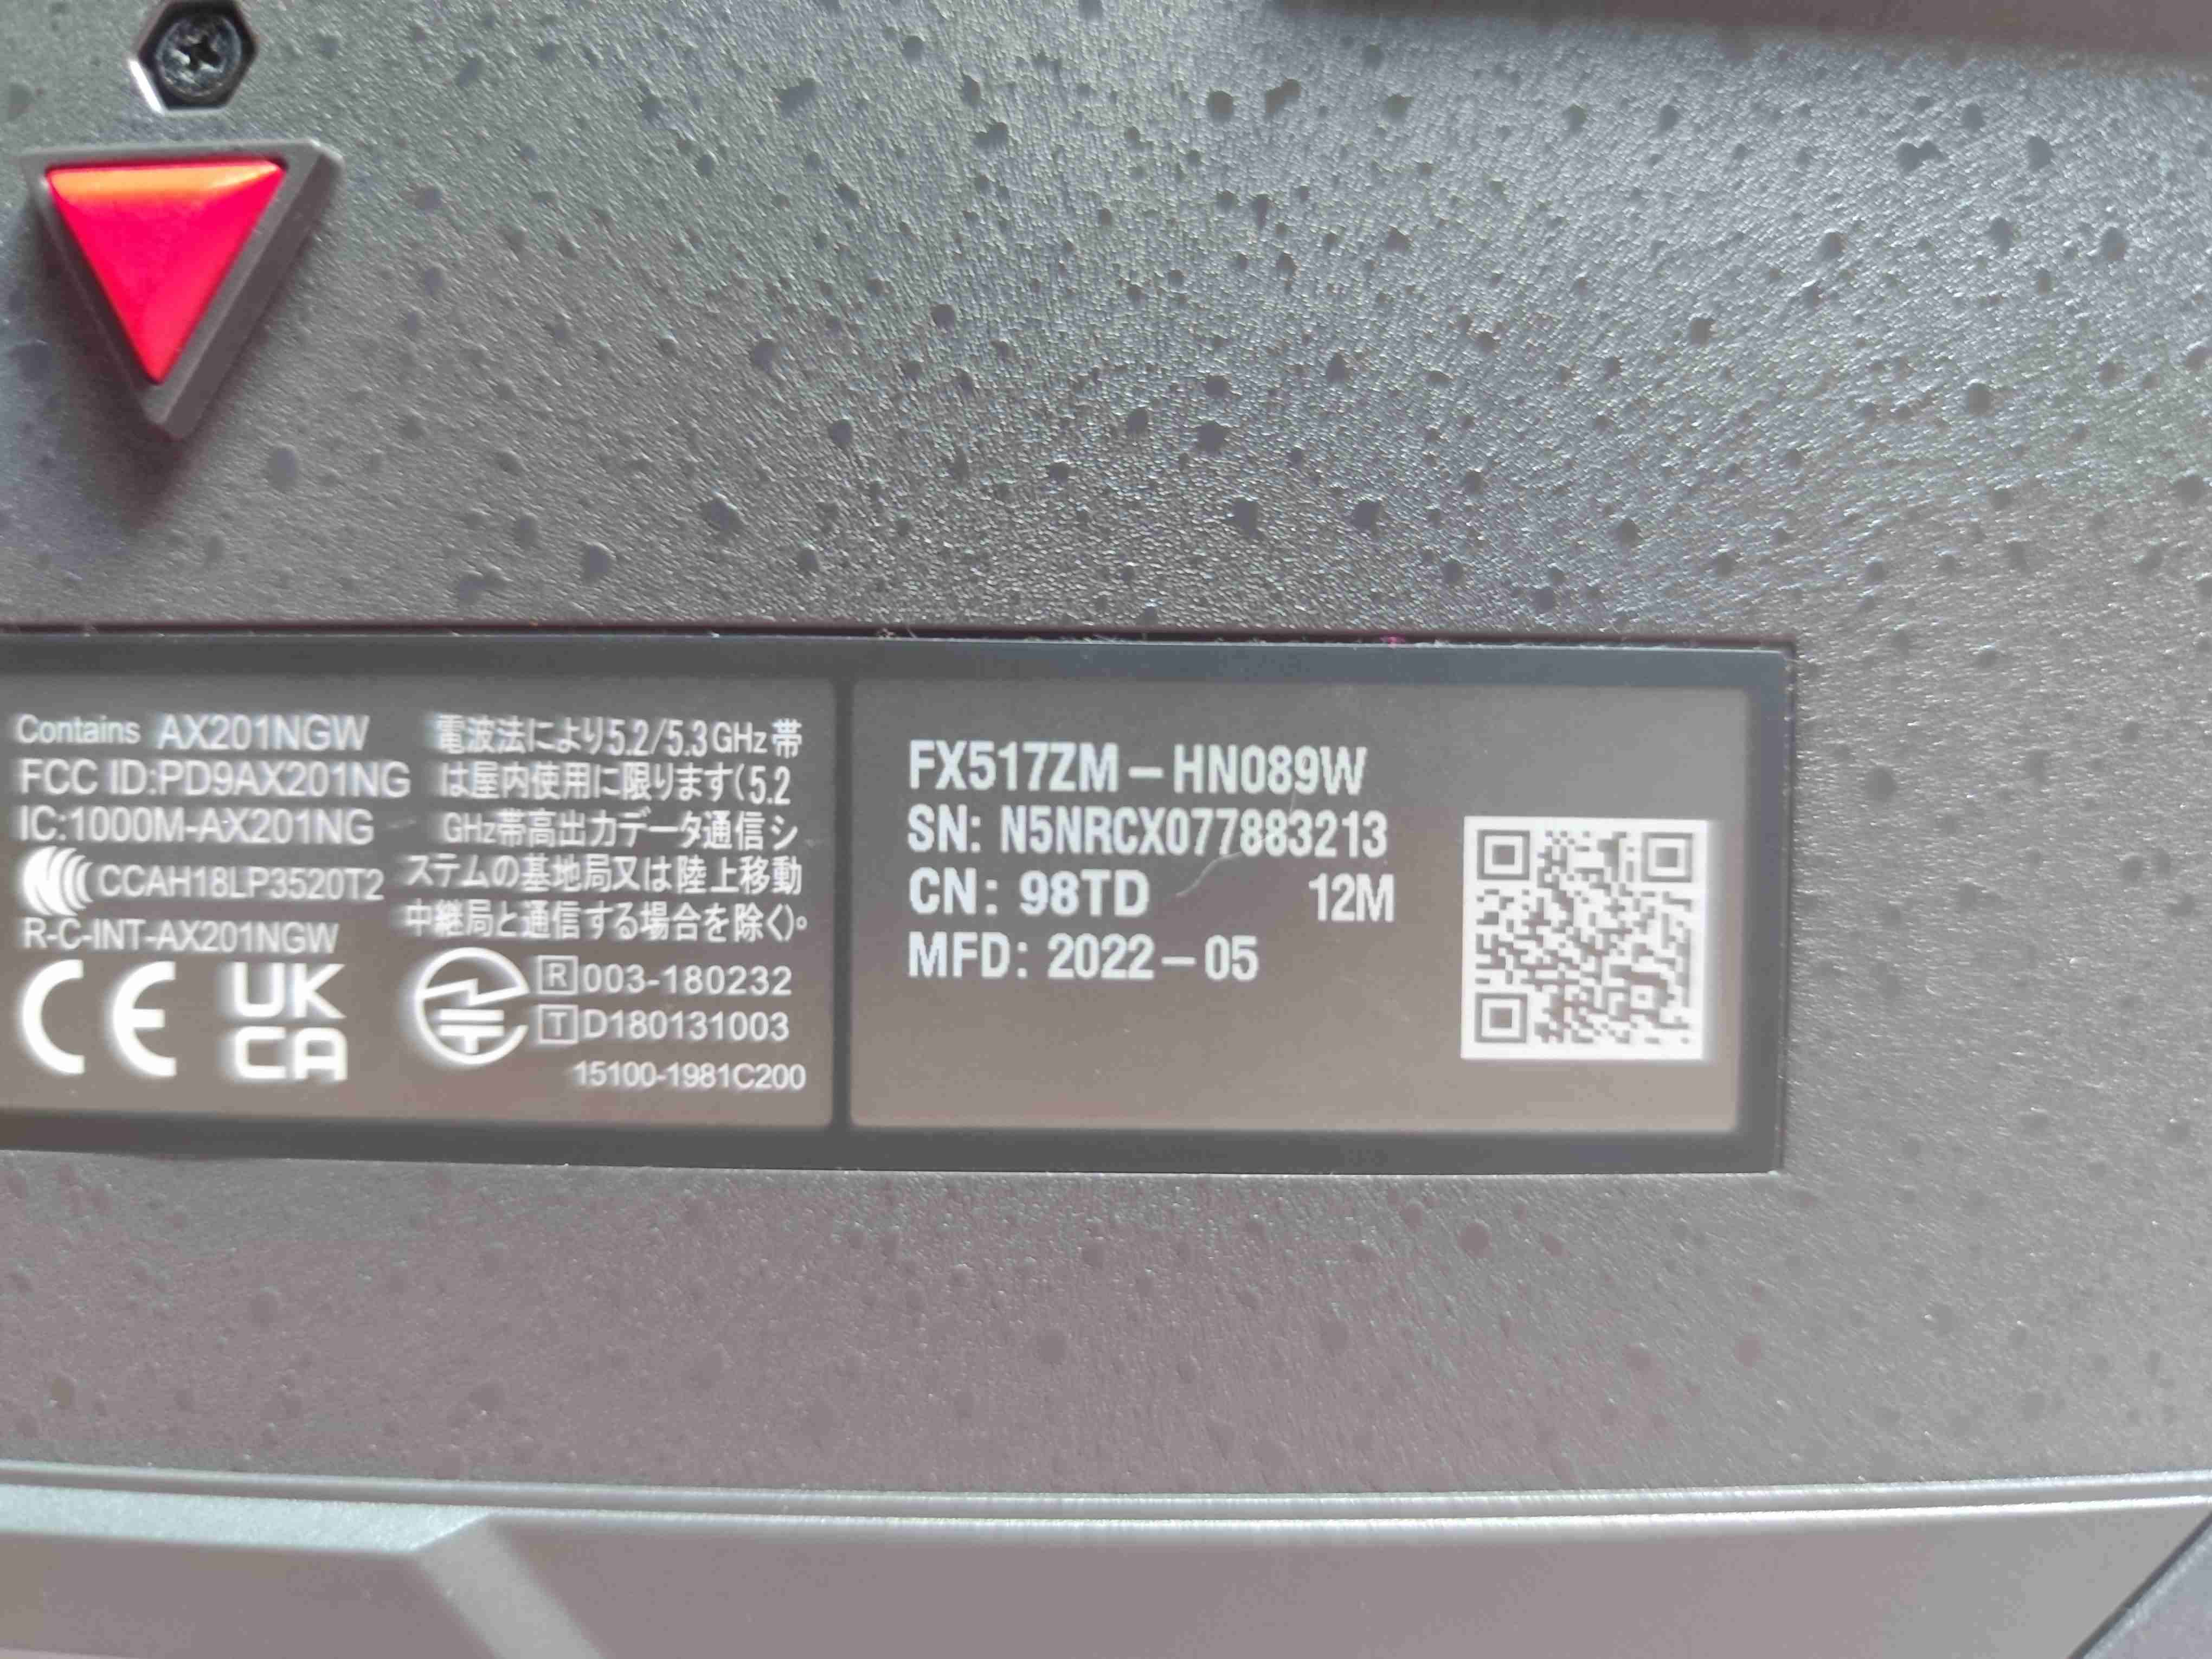 Contains AX201NGW
FCC ID:PD9AX201NG
IC:1000M-AX201NG
CCAH18LP3520T2
R-C-INT-AX201NGW
CE UK
CA
電波法により5.2/5.3GHz帯
は屋内使用に限ります(5.2
GHz帯高出力データ通信シ
ステムの基地局又は陸上移動
中継局と通信する場合を除く)。
R 003-180232
T D180131003
15100-1981C200
FX517ZM-HN089W
SN: N5NRCX077883213
CN: 98TD 12M
MFD: 2022-05